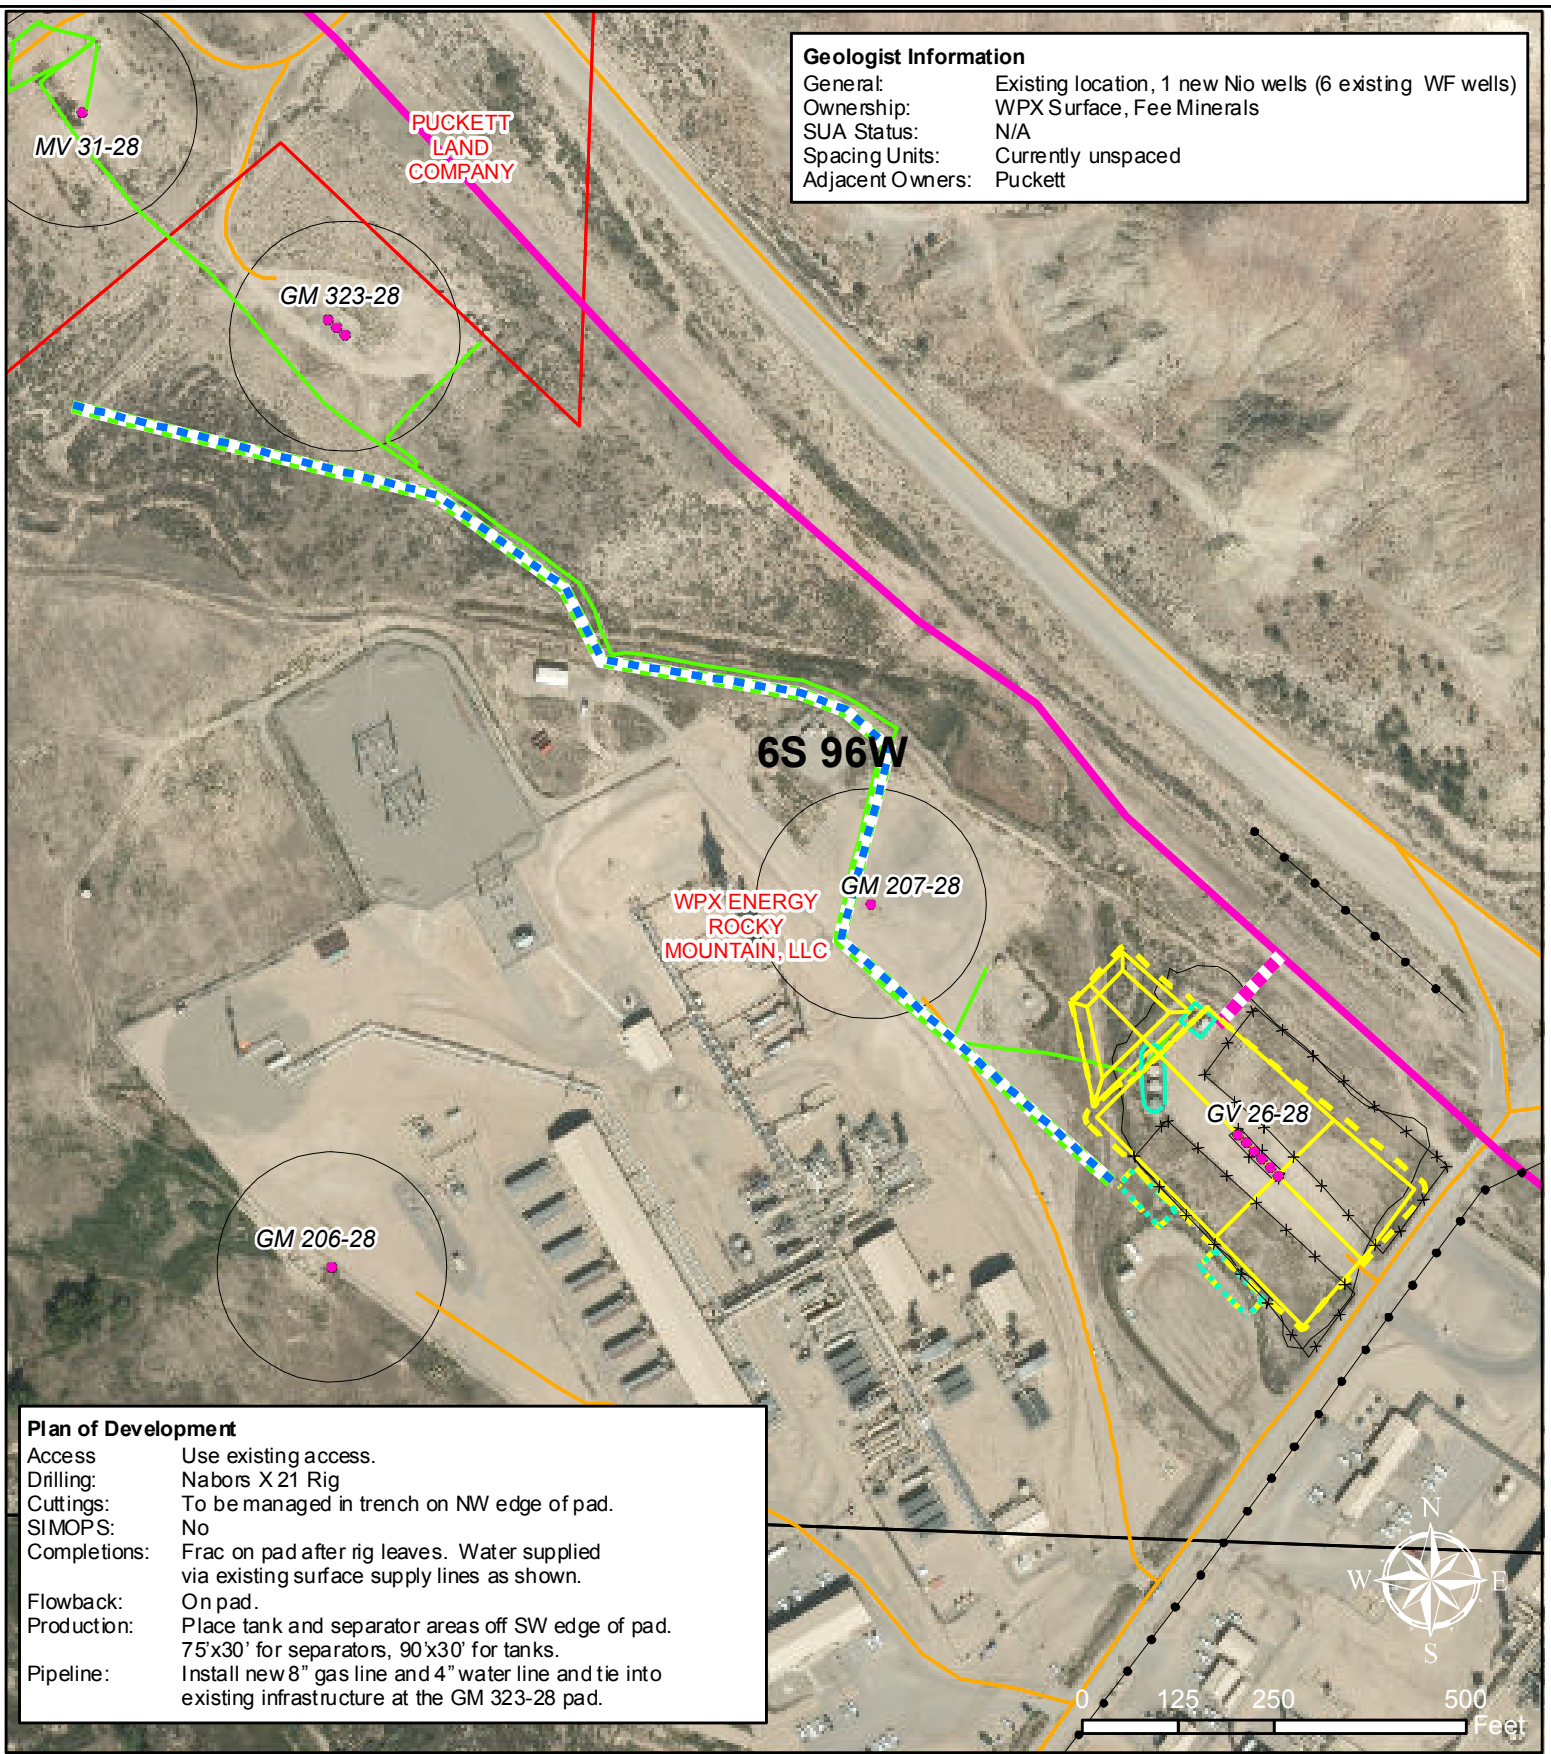 Geologist Information
General: Existing location, 1 new Nio wells (6 existing WF wells)
Ownership: WPX Surface, Fee Minerals
SUA Status: N/A
Spacing Units: Currently unspaced
Adjacent Owners: Puckett
PUCKETT
LAND
COMPANY
MV 31-28
GM 323-28
6S 96W
GM 207-28
WPX ENERGY
ROCKY
MOUNTAIN, LLC
GV 26-28
GM 206-28
Plan of Development
Access Use existing access.
Drilling: Nabors X 21 Rig
Cuttings: To be managed in trench on NW edge of pad.
SIMOPS: No
Completions: Frac on pad after rig leaves. Water supplied
via existing surface supply lines as shown.
Flowback: On pad.
Production: Place tank and separator areas off SW edge of pad.
75'x30' for separators, 90'x30' for tanks.
Pipeline: Install new 8" gas line and 4" water line and tie into
existing infrastructure at the GM 323-28 pad.
N
W E
S
0 125 250 500
Feet